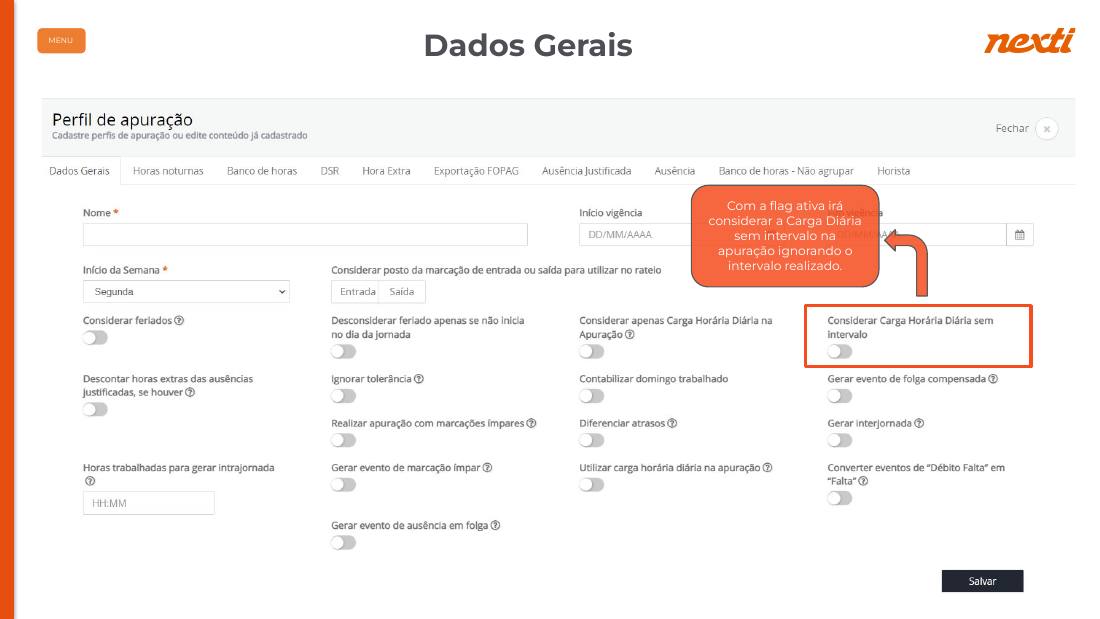 MENU
Dados Gerais
nexti
Perfil de apuração
Cadastre perfis de apuração ou edite conteúdo já cadastrado
Fechar
Dados Gerais Horas noturnas Banco de horas DSR Hora Extra Exportação FOPAG Ausência Justificada Ausência Banco de horas - Não agrupar Horista
Nome *
Início vigência
DD/MM/AAAA
Com a flag ativa irá
considerar a Carga Diária
sem intervalo na
apuração ignorando o
intervalo realizado.
Início da Semana *
Segunda
Considerar posto da marcação de entrada ou saída para utilizar no rateio
Entrada Saída
Considerar feriados
Desconsiderar feriado apenas se não inicia
no dia da jornada
Considerar apenas Carga Horária Diária na
Apuração
Considerar Carga Horária Diária sem
intervalo
Descontar horas extras das ausências
justificadas, se houver
Ignorar tolerância
Contabilizar domingo trabalhado
Gerar evento de folga compensada
Realizar apuração com marcações ímpares
Diferenciar atrasos
Gerar interjornada
Horas trabalhadas para gerar intrajornada
HH:MM
Gerar evento de marcação ímpar
Utilizar carga horária diária na apuração
Converter eventos de “Débito Falta” em
“Falta”
Gerar evento de ausência em folga
Salvar